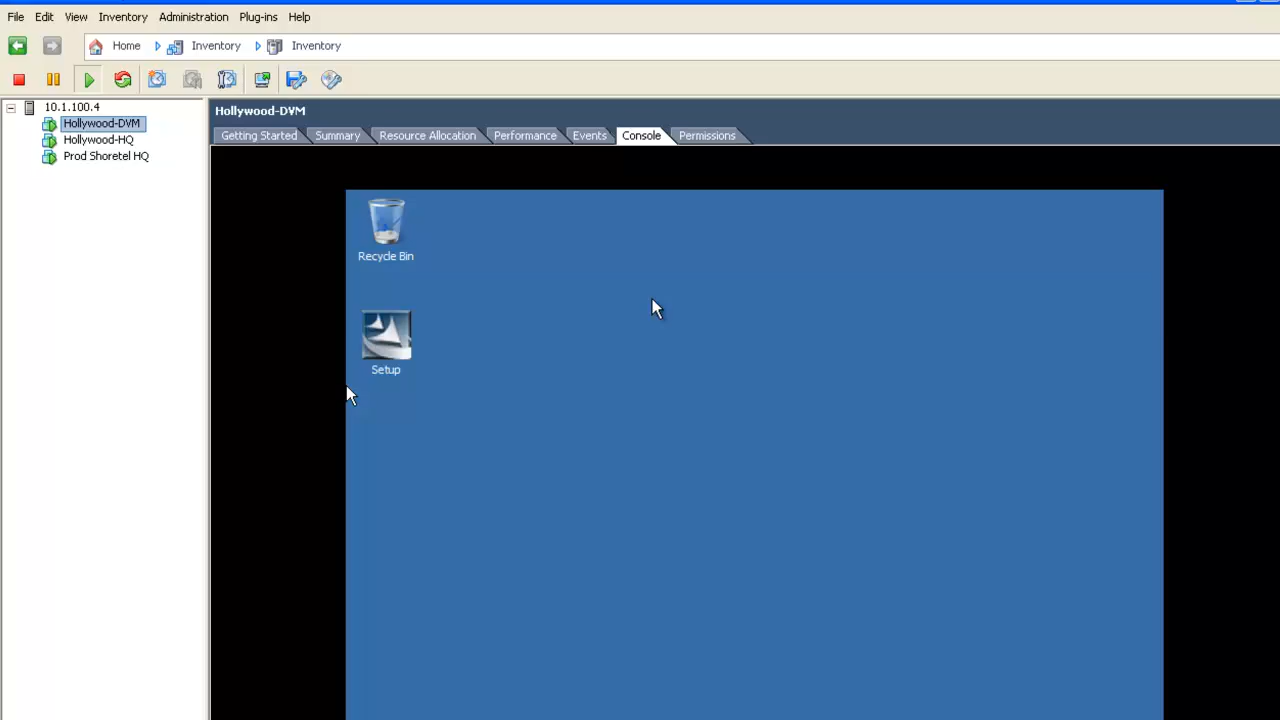 File Edit View Inventory Administration Plug-ins Help
Home Inventory Inventory
10.1.100.4
Hollywood-DVM
Hollywood-HQ
Prod Shoretel HQ
Hollywood-DVM
Getting Started Summary Resource Allocation Performance Events Console Permissions
Recycle Bin
Setup